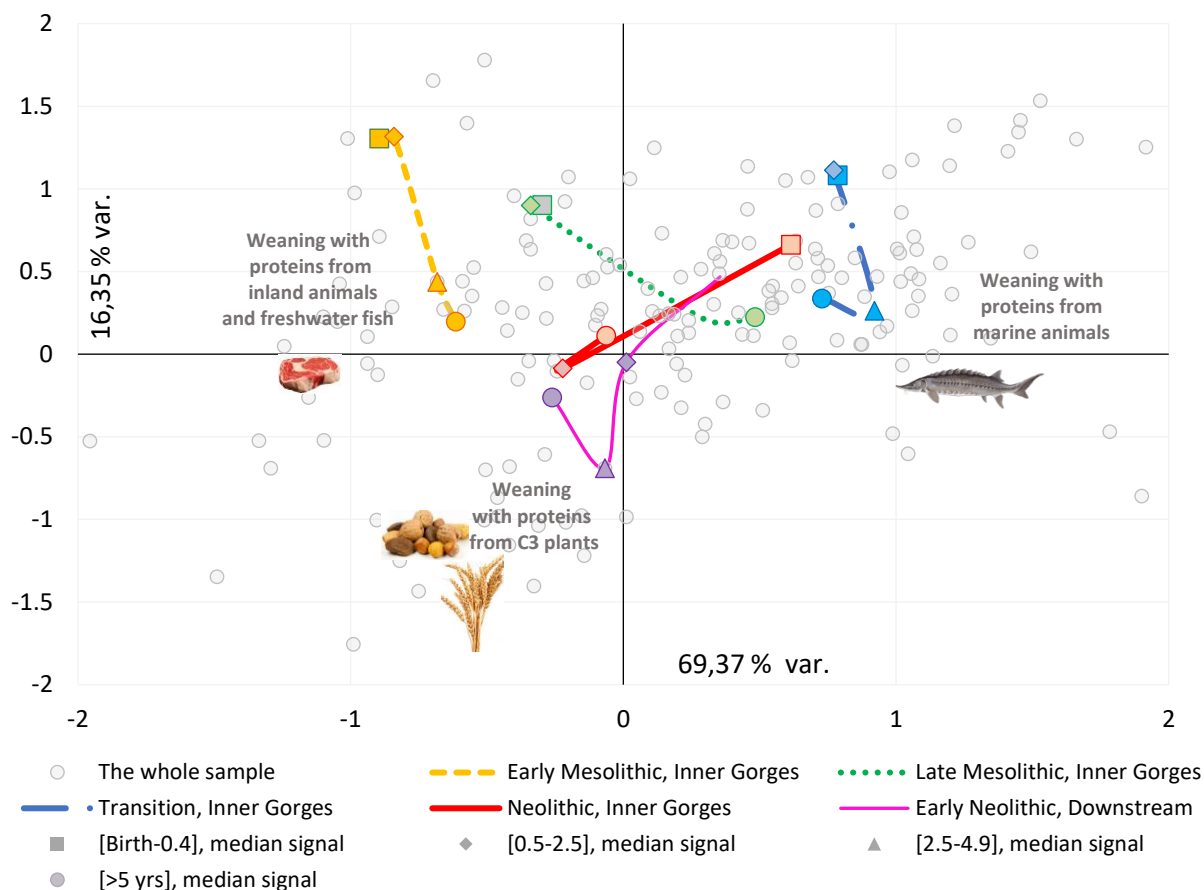 2
1.5
1
0.5
0
-0.5
-1
-1.5
-2
16,35 % var.
Weaning with
proteins from
inland animals
and freshwater fish
Weaning with
proteins from
marine animals
Weaning
with proteins
from C3 plants
69,37 % var.
-2
-1
0
1
2
The whole sample
Early Mesolithic, Inner Gorges
Late Mesolithic, Inner Gorges
Transition, Inner Gorges
Neolithic, Inner Gorges
Early Neolithic, Downstream
[Birth-0.4], median signal
[0.5-2.5], median signal
[2.5-4.9], median signal
[>5 yrs], median signal